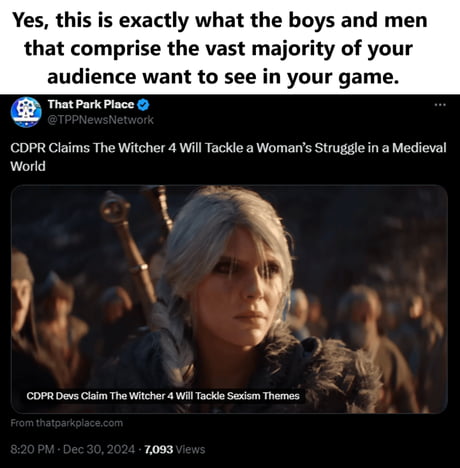 Yes, this is exactly what the boys and men
that comprise the vast majority of your
audience want to see in your game.
That Park Place
@TPPNewsNetwork
CDPR Claims The Witcher 4 Will Tackle a Woman's Struggle in a Medieval
World
CDPR Devs Claim The Witcher 4 Will Tackle Sexism Themes
From thatparkplace.com
8:20 PM · Dec 30, 2024 · 7,093 Views